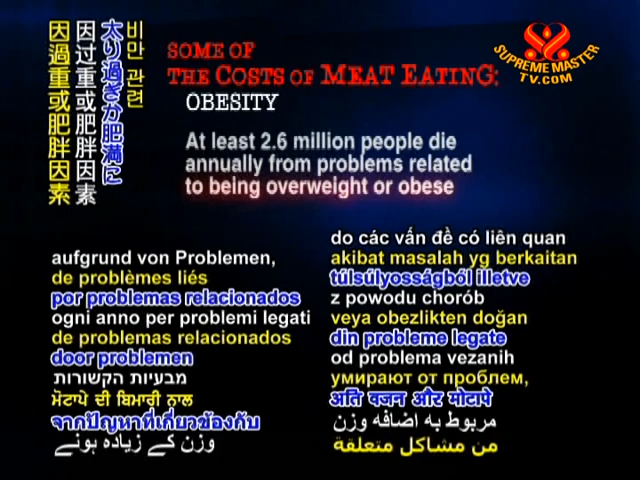 비만 관련
太り過ぎか肥満に
因过重或肥胖因素
因過重或肥胖因素
SOME OF
THE COSTS OF MEAT EATING:
OBESITY
SUPREME MASTER
TV.COM
At least 2.6 million people die
annually from problems related
to being overweight or obese
aufgrund von Problemen,
de problèmes liés
por problemas relacionados
ogni anno per problemi legati
de problemas relacionados
door problemen
מבעיות הקשורות
ਮੋਟਾਪੇ ਦੀ ਬਿਮਾਰੀ ਨਾਲ
จากปัญหาที่เกี่ยวข้องกับ
وزن کے زیادہ ہونے
do các vấn đề có liên quan
akibat masalah yg berkaitan
túlsúlyosságból illetve
z powodu chorób
veya obezlikten doğan
din probleme legate
od problema vezanih
умирают от проблем,
अति वजन और मोटापे
مربوط به اضافه وزن
من مشاكل متعلقة